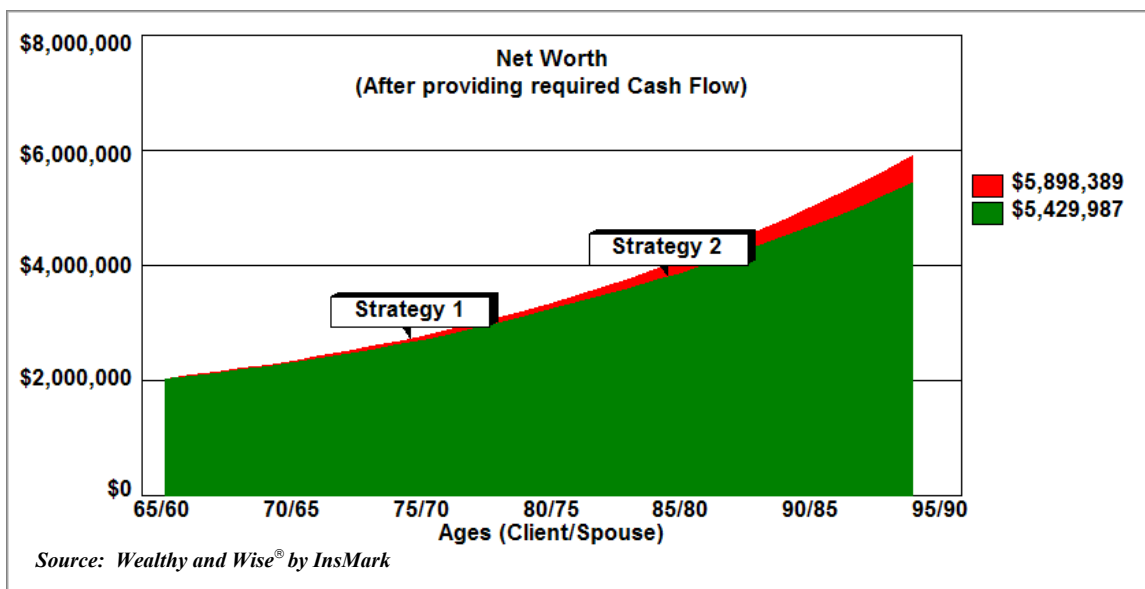 Net Worth
(After providing required Cash Flow)
$8,000,000
$6,000,000
$4,000,000
$2,000,000
$0
Strategy 1
Strategy 2
$5,898,389
$5,429,987
65/60 70/65 75/70 80/75 85/80 90/85 95/90
Ages (Client/Spouse)
Source: Wealthy and Wise® by InsMark